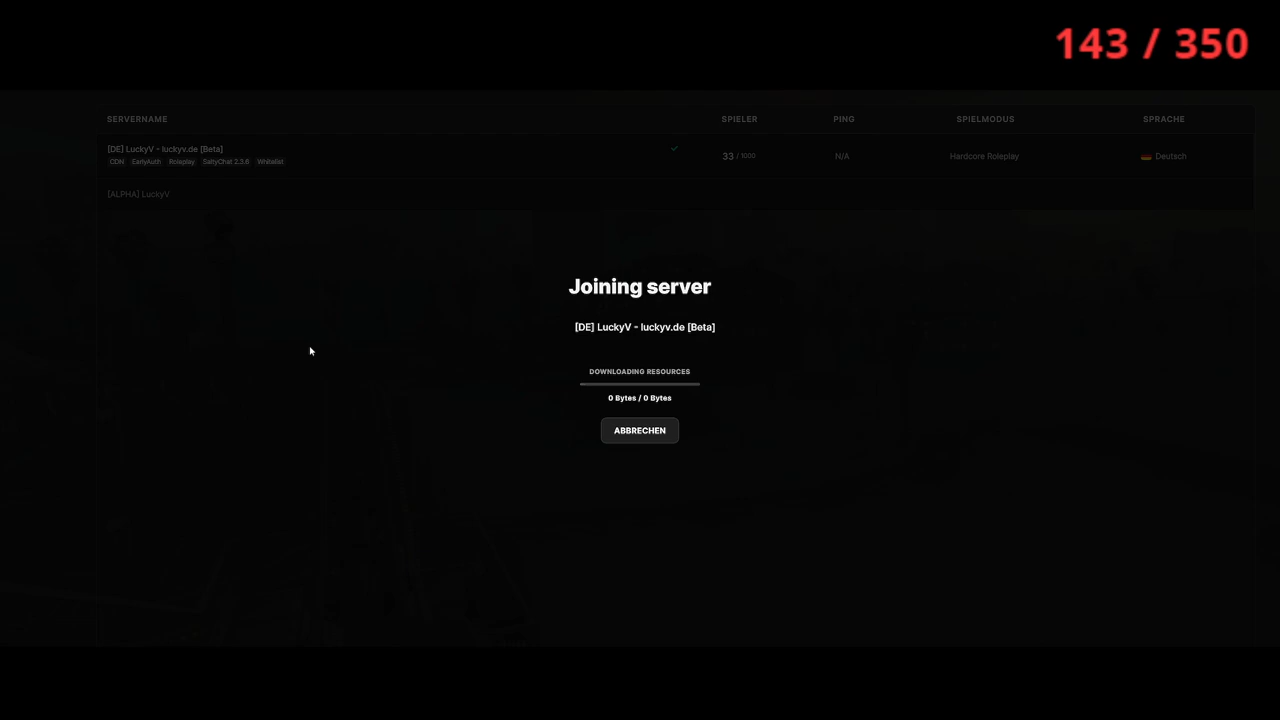 143 / 350
SERVERNAME SPIELER PING SPIELMODUS SPRACHE
[DE] LuckyV - luckyv.de [Beta]
33 / 1000 N/A Hardcore Roleplay Deutsch
CDN EarlyAuth Roleplay SaltyChat 2.3.6 Whitelist
[ALPHA] LuckyV
Joining server
[DE] LuckyV - luckyv.de [Beta]
DOWNLOADING RESOURCES
0 Bytes / 0 Bytes
ABBRECHEN